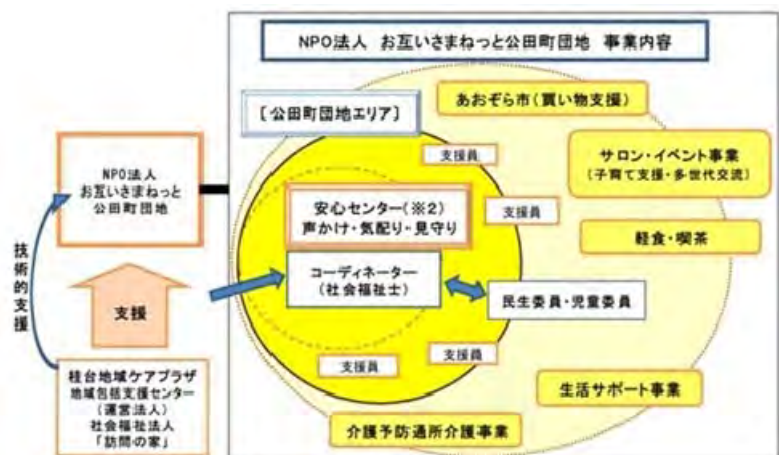 NPO法人 お互いさまねっと公田町団地 事業内容
あおぞら市(買い物支援)
[公田町団地エリア]
支援員
サロン・イベント事業
(子育て支援・多世代交流)
NPO法人
お互いさまねっと
公田町団地
安心センター(※2)
声かけ・気配り・見守り
支援員
軽食・喫茶
コーディネーター
(社会福祉士)
民生委員・児童委員
技術的支援
支援
支援員
支援員
桂台地域ケアプラザ
地域包括支援センター
(運営法人)
社会福祉法人
「訪問の家」
生活サポート事業
介護予防通所介護事業